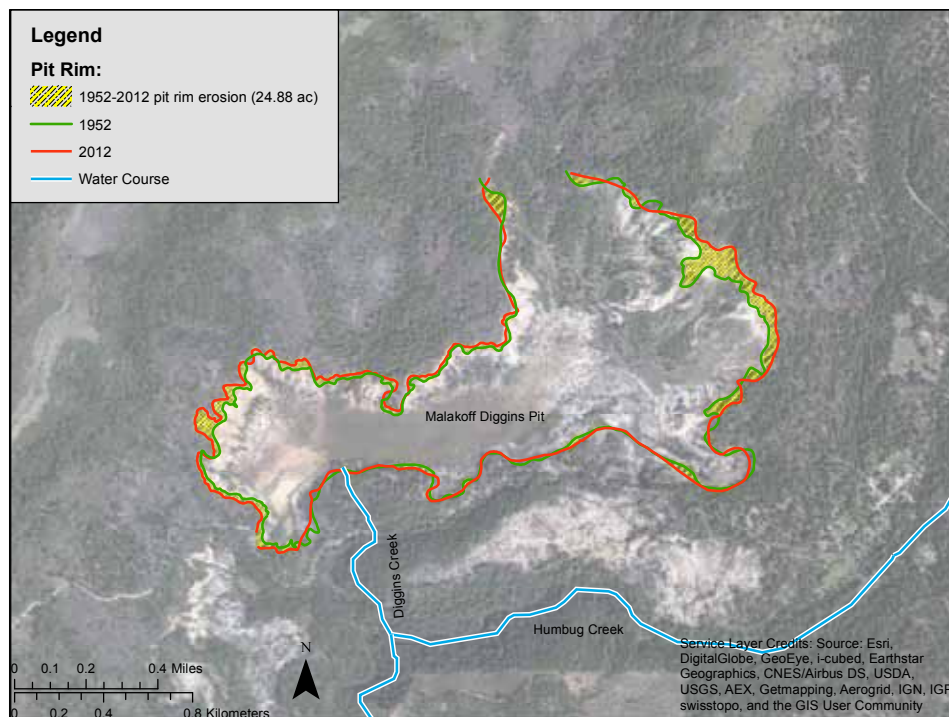 Legend
Pit Rim:
1952-2012 pit rim erosion (24.88 ac)
1952
2012
Water Course
Malakoff Diggins Pit
Diggins Creek
Humbug Creek
N
0 0.1 0.2 0.4 Miles
0 0.2 0.4 0.8 Kilometers
Service Layer Credits: Source: Esri,
DigitalGlobe, GeoEye, i-cubed, Earthstar
Geographics, CNES/Airbus DS, USDA,
USGS, AEX, Getmapping, Aerogrid, IGN, IGP,
swisstopo, and the GIS User Community